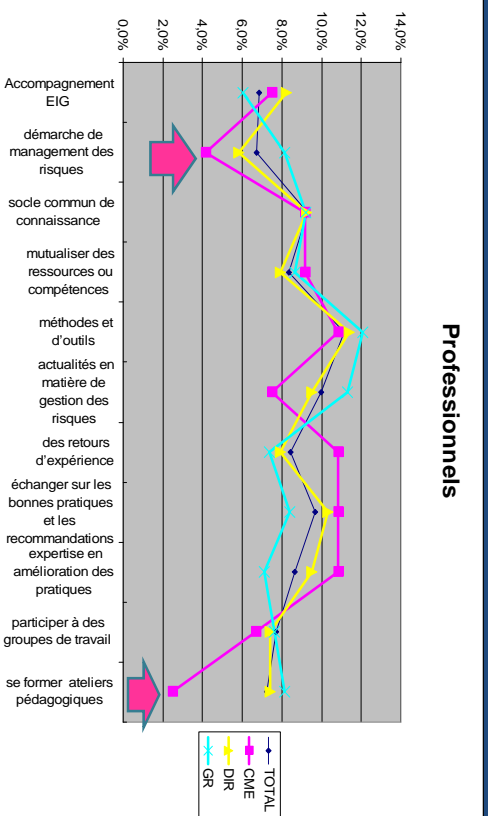 Professionnels
14,0%
12,0%
10,0%
8,0%
6,0%
4,0%
2,0%
0,0%
Accompagnement
EIG
démarche de
management des
risques
socle commun de
connaissance
mutualiser des
ressources ou
compétences
méthodes et
d'outils
actualités en
matière de
gestion des
risques
des retours
d'expérience
échanger sur les
bonnes pratiques
et les
recommandations
expertise en
amélioration des
pratiques
participer à des
groupes de travail
se former ateliers
pédagogiques
TOTAL
CME
DIR
GR